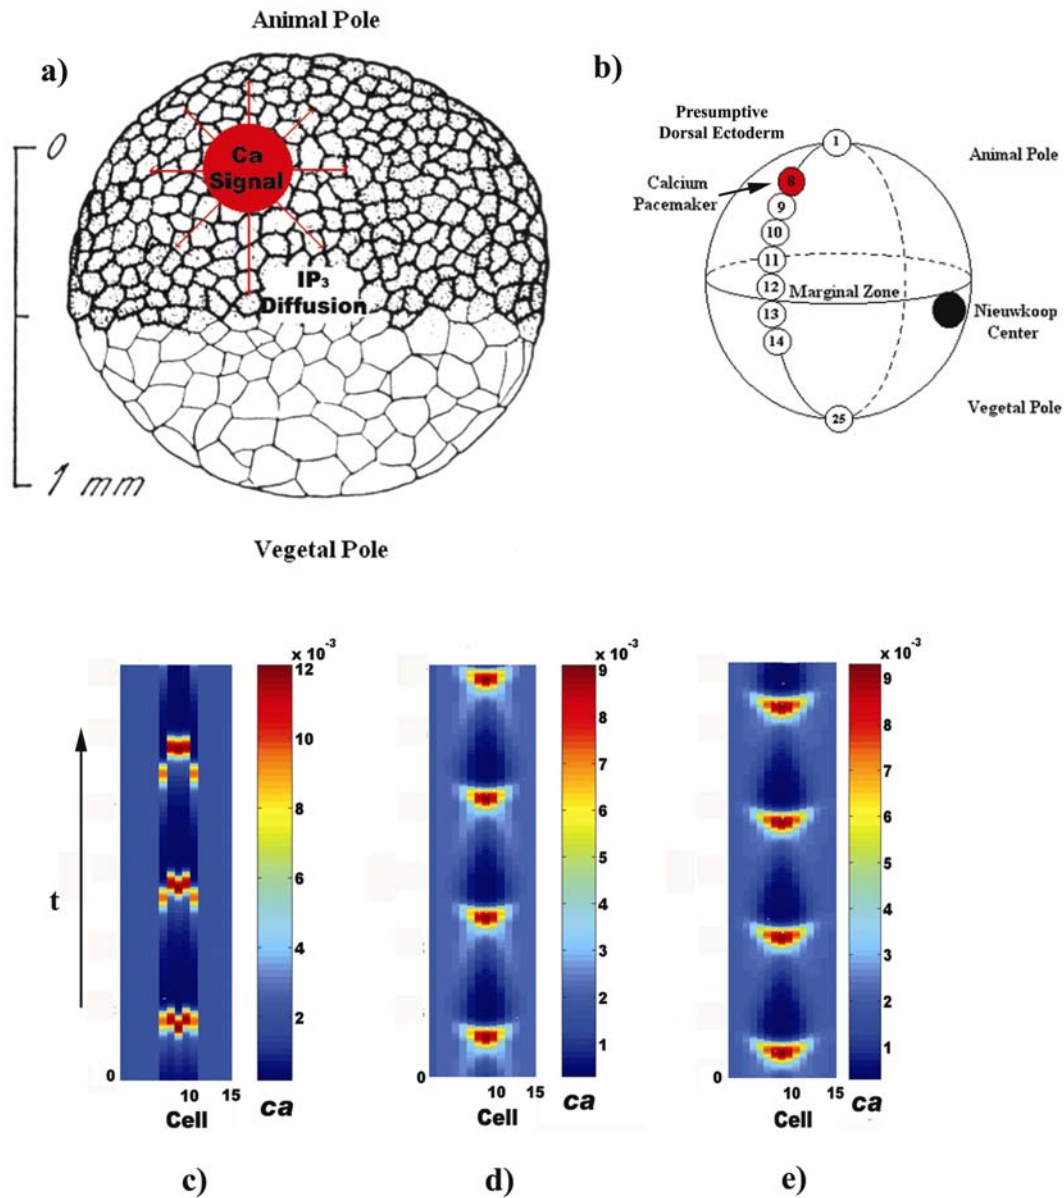 Animal Pole
a)
0
1 mm
Ca
Signal
IP3
Diffusion
Vegetal Pole
b)
Presumptive
Dorsal Ectoderm
Animal Pole
Calcium
Pacemaker
1
8
9
10
11
12
13
14
25
Marginal Zone
Nieuwkoop
Center
Vegetal Pole
t
0
10 15
Cell
x 10-3
12
10
8
6
4
2
ca
c)
0
10 15
Cell
x 10-3
9
8
7
6
5
4
3
2
1
ca
d)
0
10 15
Cell
x 10-3
9
8
7
6
5
4
3
2
1
ca
e)